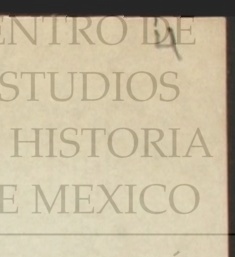 ENTRO DE
STUDIOS
HISTORIA
E MEXICO